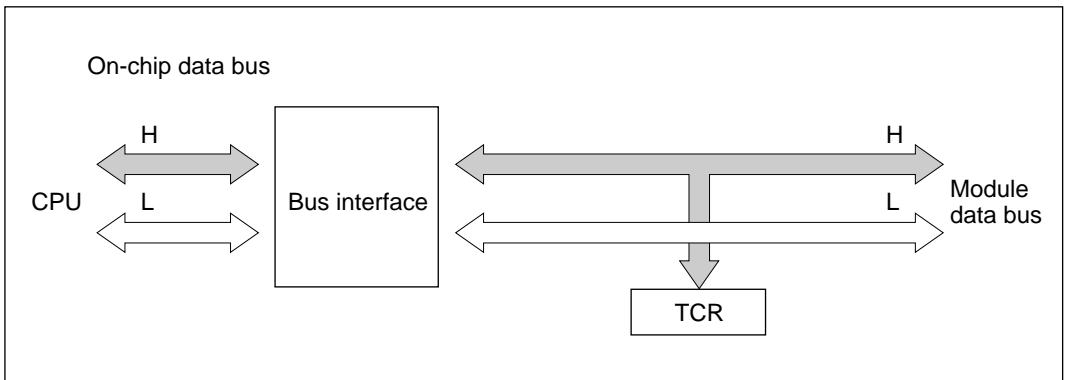 On-chip data bus
H
H
CPU
L
Bus interface
L
Module
data bus
TCR